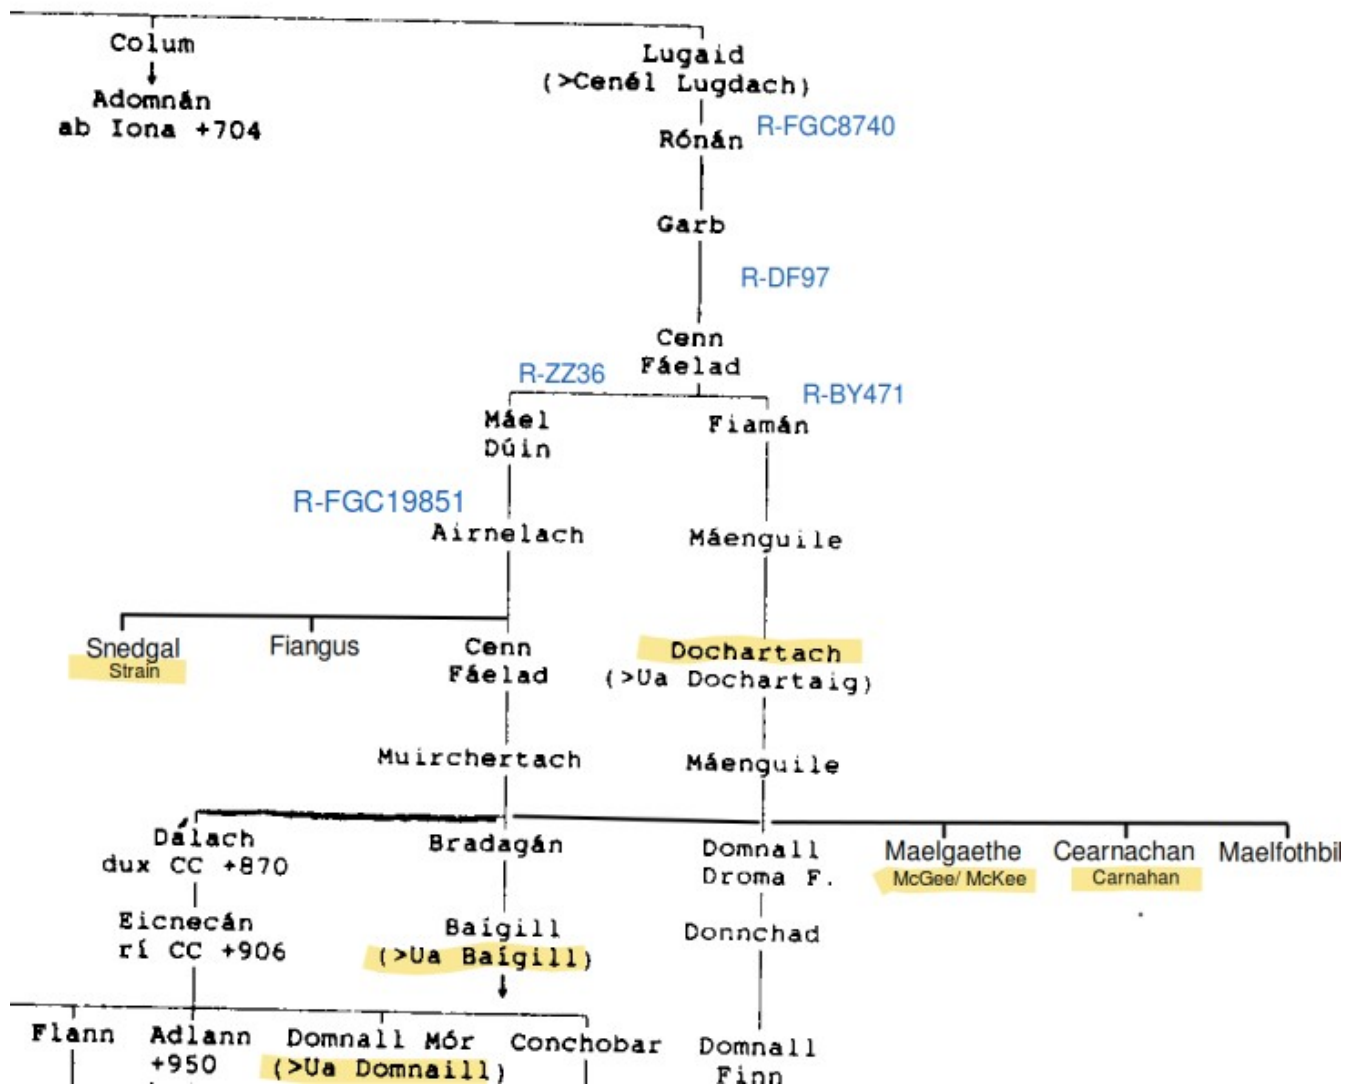 Colum
Lugaid
(>Cenél Lugdach)
Adomnán
ab Iona +704
R-FGC8740
Rónán
Garb
R-DF97
Cenn
Fáelad
R-ZZ36
R-BY471
Máel
Dúin
Fiamán
R-FGC19851
Airnelach
Máenguile
Snedgal
Strain
Fiangus
Cenn
Fáelad
Dochartach
(>Ua Dochartaig)
Muirchertach
Máenguile
Dálach
dux CC +870
Bradagán
Domnall
Droma F.
Maelgaethe
McGee/ McKee
Cearnachan
Carnahan
Maelfothbil
Eicnecán
rí CC +906
Baígill
(>Ua Baígill)
Donnchad
Flann
Adlann
+950
Domnall Mór
(>Ua Domnaill)
Conchobar
Domnall
Finn